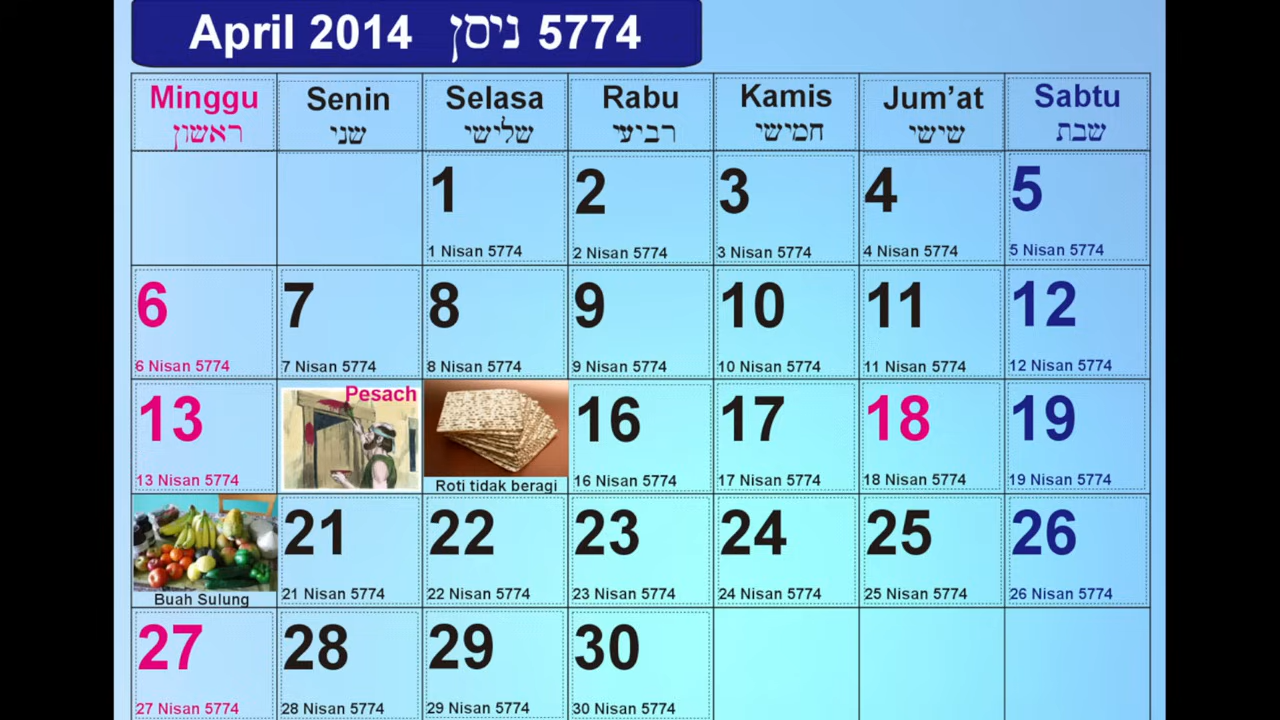 April 2014 ניסן 5774
Minggu Senin Selasa Rabu Kamis Jum'at Sabtu
ראשון שני שלישי רביעי חמישי שישי שבת
1 2 3 4 5
1 Nisan 5774 2 Nisan 5774 3 Nisan 5774 4 Nisan 5774 5 Nisan 5774
6 7 8 9 10 11 12
6 Nisan 5774 7 Nisan 5774 8 Nisan 5774 9 Nisan 5774 10 Nisan 5774 11 Nisan 5774 12 Nisan 5774
13 Pesach 16 17 18 19
13 Nisan 5774 Roti tidak beragi 16 Nisan 5774 17 Nisan 5774 18 Nisan 5774 19 Nisan 5774
21 22 23 24 25 26
Buah Sulung 21 Nisan 5774 22 Nisan 5774 23 Nisan 5774 24 Nisan 5774 25 Nisan 5774 26 Nisan 5774
27 28 29 30
27 Nisan 5774 28 Nisan 5774 29 Nisan 5774 30 Nisan 5774